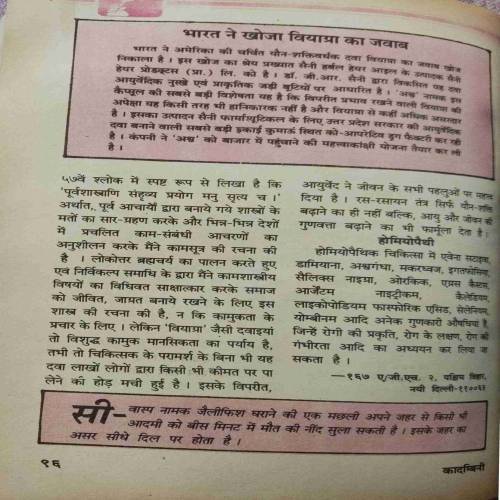 भारत ने खोजा वियाग्रा का जवाब
भारत ने अमेरिका की चर्चित यौन-शक्तिवर्धक दवा वियाग्रा का जवाब खोज
निकाला है । इस खोज का श्रेय प्रख्यात सैनी हर्बल हेयर आइल के उत्पादक सैनी
हेयर प्रोडक्टस (प्रा.) लि. को है । डॉ. जी.आर. सैनी द्वारा विकसित यह दवा
आयुर्वेदिक नुस्खे एवं प्राकृतिक जड़ी बूटियों पर आधारित है । 'अश्व' नामक इस
कैप्सूल की सबसे बड़ी विशेषता यह है कि विपरीत प्रभाव रखने वाली वियाग्रा की
अपेक्षा यह किसी तरह भी हानिकारक नहीं है और वियाग्रा से कहीं अधिक असरदार
है । इसका उत्पादन सैनी फार्मास्यूटिकल के लिए उत्तर प्रदेश सरकार की आयुर्वेदिक
दवा बनाने वाली सबसे बड़ी इकाई कुमाऊं स्थित को-आपरेटिव ड्रग फैक्टरी कर रही
है । कंपनी ने 'अश्व' को बाजार में पहुंचाने की महत्त्वाकांक्षी योजना तैयार कर ली
है ।
५७वें श्लोक में स्पष्ट रूप से लिखा है कि
'पूर्वशास्त्राणि संहृत्य प्रयोग मनु सृत्य च ।'
अर्थात, पूर्व आचार्यों द्वारा बनाये गये शास्त्रों के
मतों का सार-ग्रहण करके और भिन्न-भिन्न देशों
में प्रचलित काम-संबंधी आचरणों का
अनुशीलन करके मैंने कामसूत्र की रचना की
है । लोकोत्तर ब्रह्मचर्य का पालन करते हुए
एवं निर्विकल्प समाधि के द्वारा मैंने कामशास्त्रीय
विषयों का विधिवत साक्षात्कार करके समाज
को जीवित, जाग्रत बनाये रखने के लिए इस
शास्त्र की रचना की है, न कि कामुकता के
प्रचार के लिए । लेकिन 'वियाग्रा' जैसी दवाइयां
तो विशुद्ध कामुक मानसिकता का पर्याय है,
तभी तो चिकित्सक के परामर्श के बिना भी यह
दवा लाखों लोगों द्वारा किसी भी कीमत पर पा
लेने की होड़ मची हुई है । इसके विपरीत,
आयुर्वेद ने जीवन के सभी पहलुओं पर महत्व
दिया है । रस-रसायन तंत्र सिर्फ यौन-शक्ति
बढ़ाने का ही नहीं बल्कि, आयु और जीवन की
गुणवत्ता बढ़ाने का भी फार्मूला देता है ।
होमियोपैथी
होमियोपैथिक चिकित्सा में एवेना सटाइवा,
डामियाना, अश्वगंधा, मकरध्वज,
सैलिक्स नाइग्रा, ओरकिक, एग्नस कैस्टस,
आर्जेंटम नाइट्रीकम, कैलेडियम,
लाइकोपोडियम फास्फोरिक एसिड, सेलेनियम,
योम्बीनम आदि अनेक गुणकारी औषधियां हैं,
जिन्हें रोगी की प्रकृति, रोग के लक्षण, रोग की
गंभीरता आदि का अध्ययन कर लिया जा
सकता है ।
—१६७ ए/जी.एच. २, पश्चिम विहार,
नयी दिल्ली-११००६३
सी-वास्प नामक जैलीफिश घराने की एक मछली अपने जहर से किसी भी
आदमी को बीस मिनट में मौत की नींद सुला सकती है । इसके जहर का
असर सीधे दिल पर होता है ।
९६
कादम्बिनी